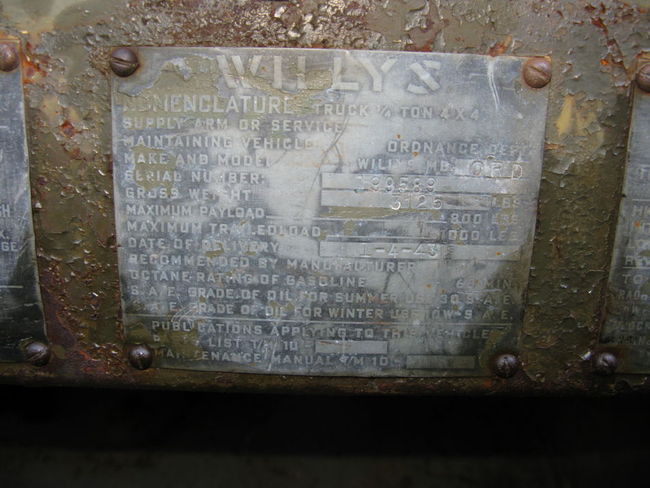 WILLYS
NOMENCLATURE TRUCK 1/4 TON 4X4
SUPPLY ARM OR SERVICE
MAINTAINING VEHICLE ORDNANCE DEPT
MAKE AND MODEL WILLYS MB ORD
SERIAL NUMBER
GROSS WEIGHT 3125 LBS
MAXIMUM PAYLOAD 800 LBS
MAXIMUM TRAILED LOAD 1000 LBS
DATE OF DELIVERY 1-4-43
RECOMMENDED BY MANUFACTURER
OCTANE RATING OF GASOLINE 68 MIN
S.A.E. GRADE OF OIL FOR SUMMER USE 30 S.A.E.
S.A.E. GRADE OF OIL FOR WINTER USE 10W-S.A.E.
PUBLICATIONS APPLYING TO THIS VEHICLE
LIST T/M 10-
MAINTENANCE MANUAL T/M 10-